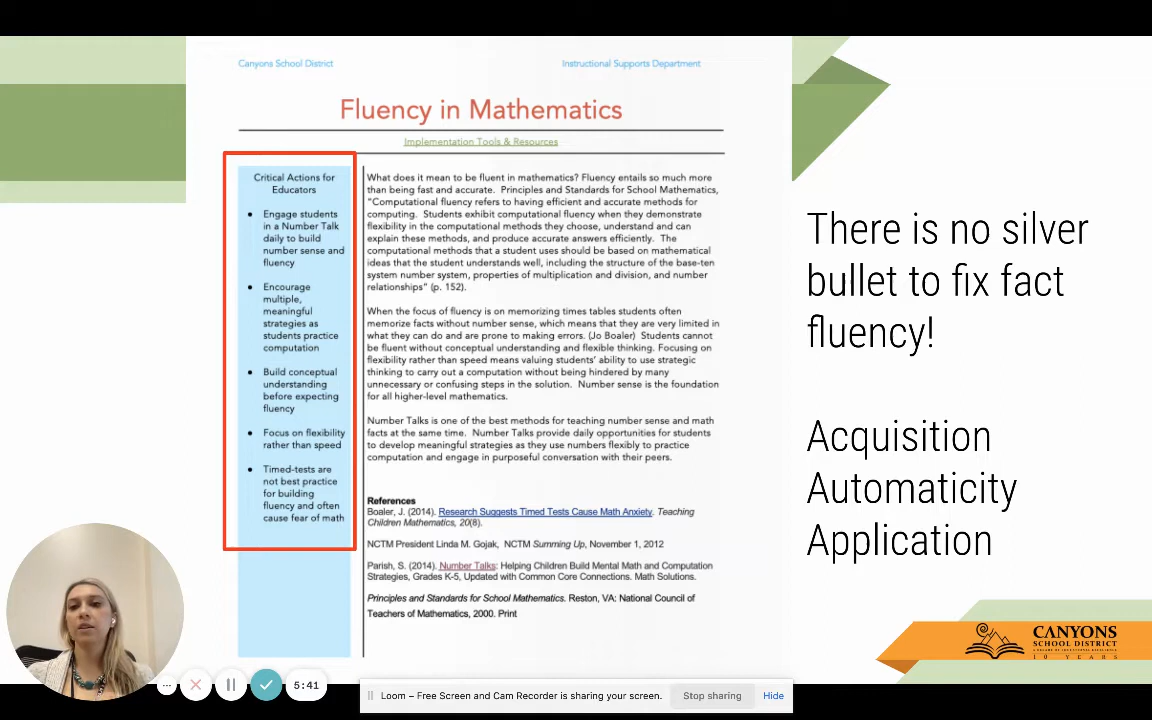 Canyons School District
Instructional Supports Department
Fluency in Mathematics
Implementation Tools & Resources
Critical Actions for
Educators
• Engage students
in a Number Talk
daily to build
number sense and
fluency
• Encourage
multiple,
meaningful
strategies as
students practice
computation
• Build conceptual
understanding
before expecting
fluency
• Focus on flexibility
rather than speed
• Timed-tests are
not best practice
for building
fluency and often
cause fear of math
What does it mean to be fluent in mathematics? Fluency entails so much more
than being fast and accurate. Principles and Standards for School Mathematics,
"Computational fluency refers to having efficient and accurate methods for
computing. Students exhibit computational fluency when they demonstrate
flexibility in the computational methods they choose, understand and can
explain these methods, and produce accurate answers efficiently. The
computational methods that a student uses should be based on mathematical
ideas that the student understands well, including the structure of the base-ten
system number system, properties of multiplication and division, and number
relationships" (p. 152).
When the focus of fluency is on memorizing times tables students often
memorize facts without number sense, which means that they are very limited in
what they can do and are prone to making errors. (Jo Boaler) Students cannot
be fluent without conceptual understanding and flexible thinking. Focusing on
flexibility rather than speed means valuing students' ability to use strategic
thinking to carry out a computation without being hindered by many
unnecessary or confusing steps in the solution. Number sense is the foundation
for all higher-level mathematics.
Number Talks is one of the best methods for teaching number sense and math
facts at the same time. Number Talks provide daily opportunities for students
to develop meaningful strategies as they use numbers flexibly to practice
computation and engage in purposeful conversation with their peers.
References
Boaler, J. (2014). Research Suggests Timed Tests Cause Math Anxiety. Teaching
Children Mathematics, 20(8).
NCTM President Linda M. Gojak, NCTM Summing Up, November 1, 2012
Parish, S. (2014). Number Talks: Helping Children Build Mental Math and Computation
Strategies, Grades K-5, Updated with Common Core Connections. Math Solutions.
Principles and Standards for School Mathematics. Reston, VA: National Council of
Teachers of Mathematics, 2000. Print
There is no silver
bullet to fix fact
fluency!
Acquisition
Automaticity
Application
CANYONS
SCHOOL DISTRICT
10 YEARS
5:41
Loom – Free Screen and Cam Recorder is sharing your screen.
Stop sharing
Hide